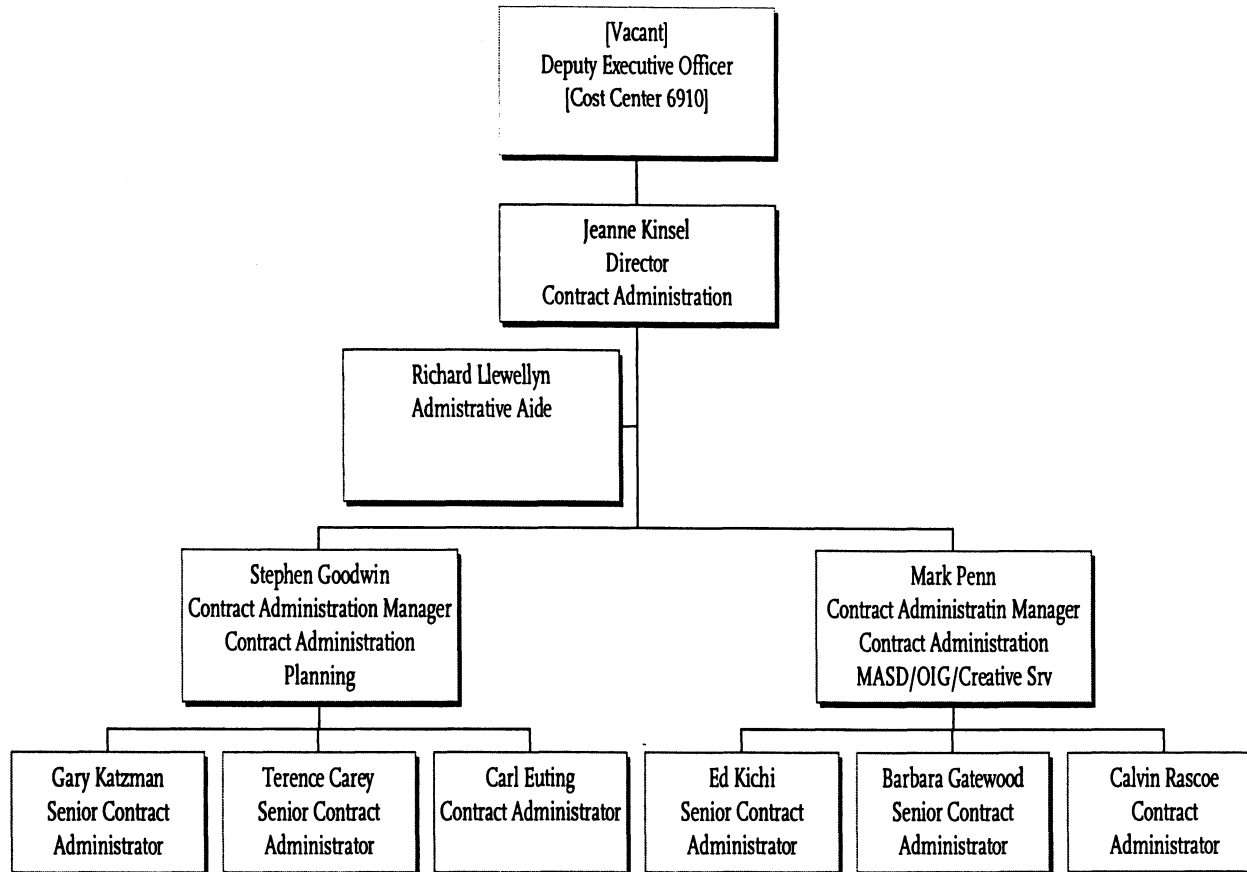 [Vacant]
Deputy Executive Officer
[Cost Center 6910]
Jeanne Kinsel
Director
Contract Administration
Richard Llewellyn
Admistrative Aide
Stephen Goodwin
Contract Administration Manager
Contract Administration
Planning
Mark Penn
Contract Administratin Manager
Contract Administration
MASD/OIG/Creative Srv
Gary Katzman
Senior Contract
Administrator
Terence Carey
Senior Contract
Administrator
Carl Euting
Contract Administrator
Ed Kichi
Senior Contract
Administrator
Barbara Gatewood
Senior Contract
Administrator
Calvin Rascoe
Contract
Administrator